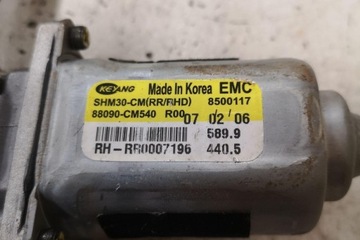 KEYANG Made In Korea EMC
SHM30-CM(RR/RHD) 8500117
88090-CM540 R00
07 02 06
589.9
RH-RR0007196 440.5